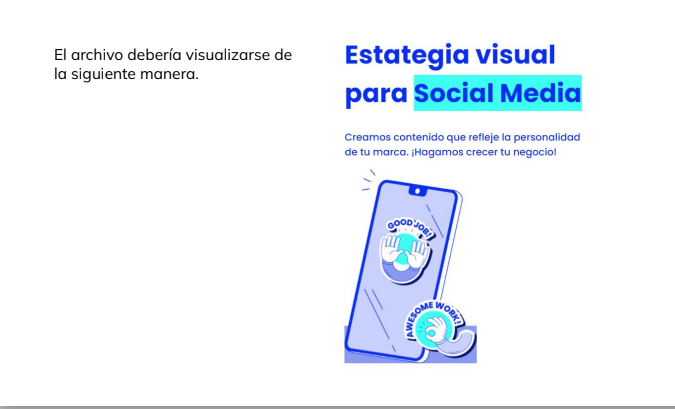 El archivo debería visualizarse de
la siguiente manera.
Estategia visual
para Social Media
Creamos contenido que refleje la personalidad
de tu marca. ¡Hagamos crecer tu negocio!
GOOD JOB!
AWESOME WORK!